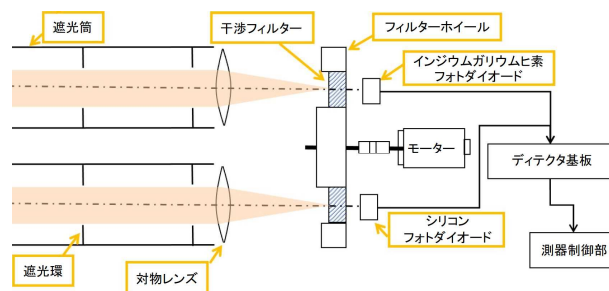 遮光筒
干渉フィルター
フィルターホイール
インジウムガリウムヒ素
フォトダイオード
モーター
ディテクタ基板
シリコン
フォトダイオード
測器制御部
遮光環
対物レンズ